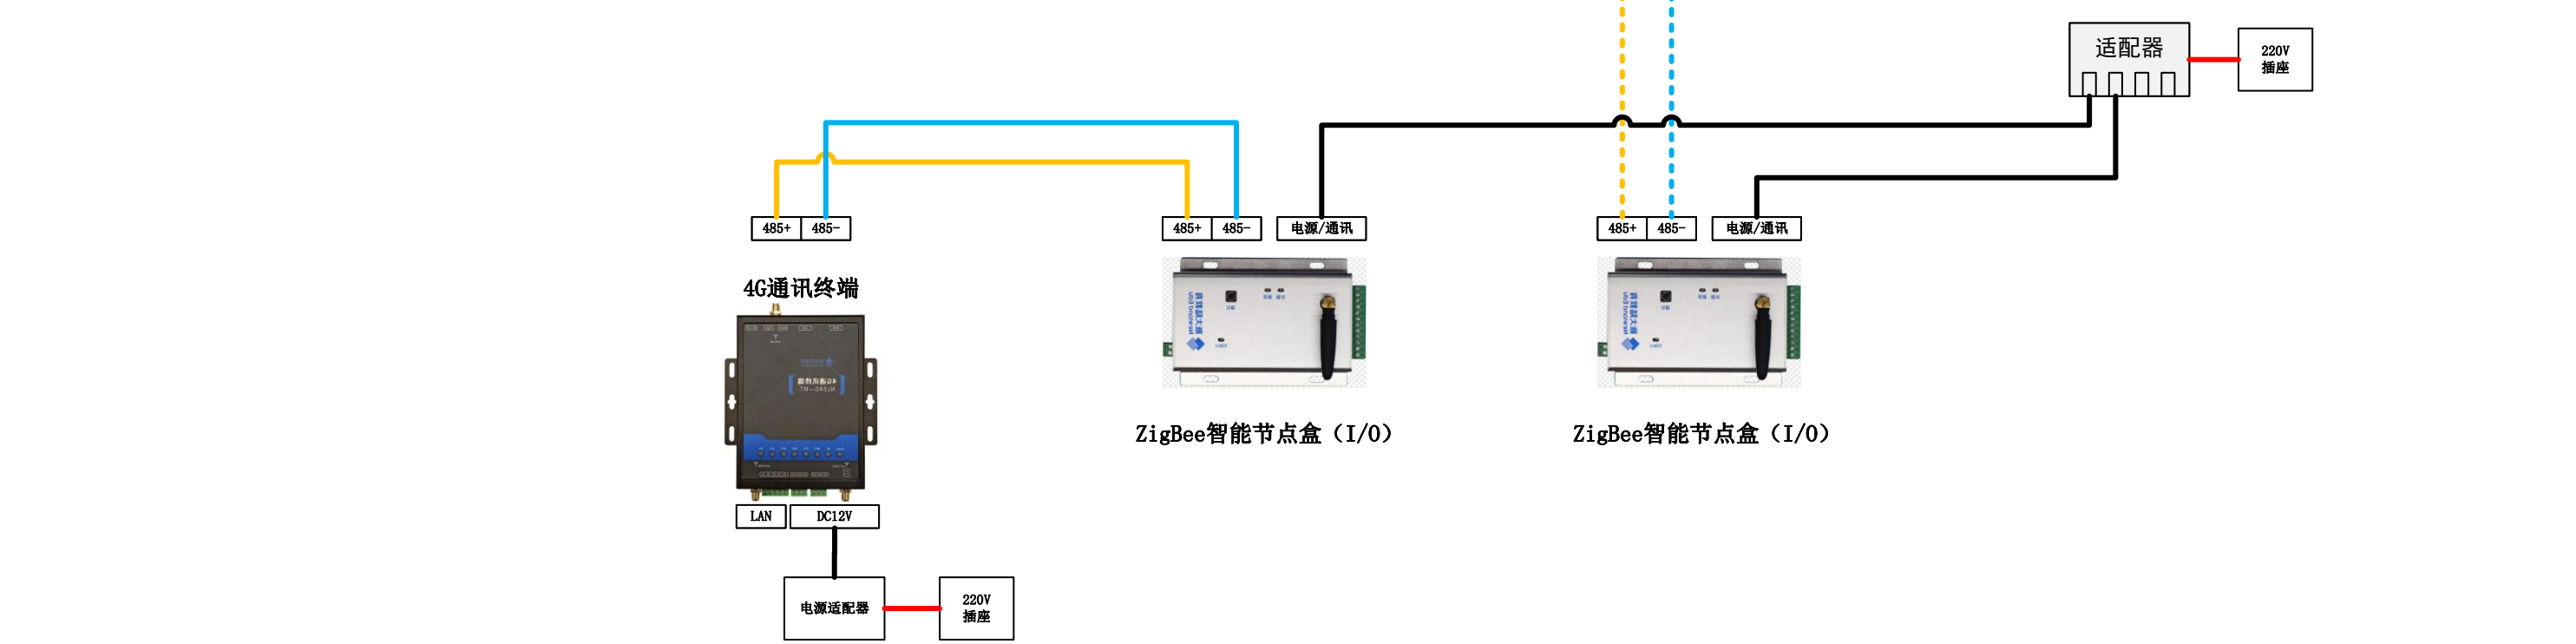 适配器
220V
插座
485+ 485-
485+ 485- 电源/通讯
485+ 485- 电源/通讯
4G通讯终端
ZigBee智能节点盒（I/O）
ZigBee智能节点盒（I/O）
LAN DC12V
电源适配器
220V
插座